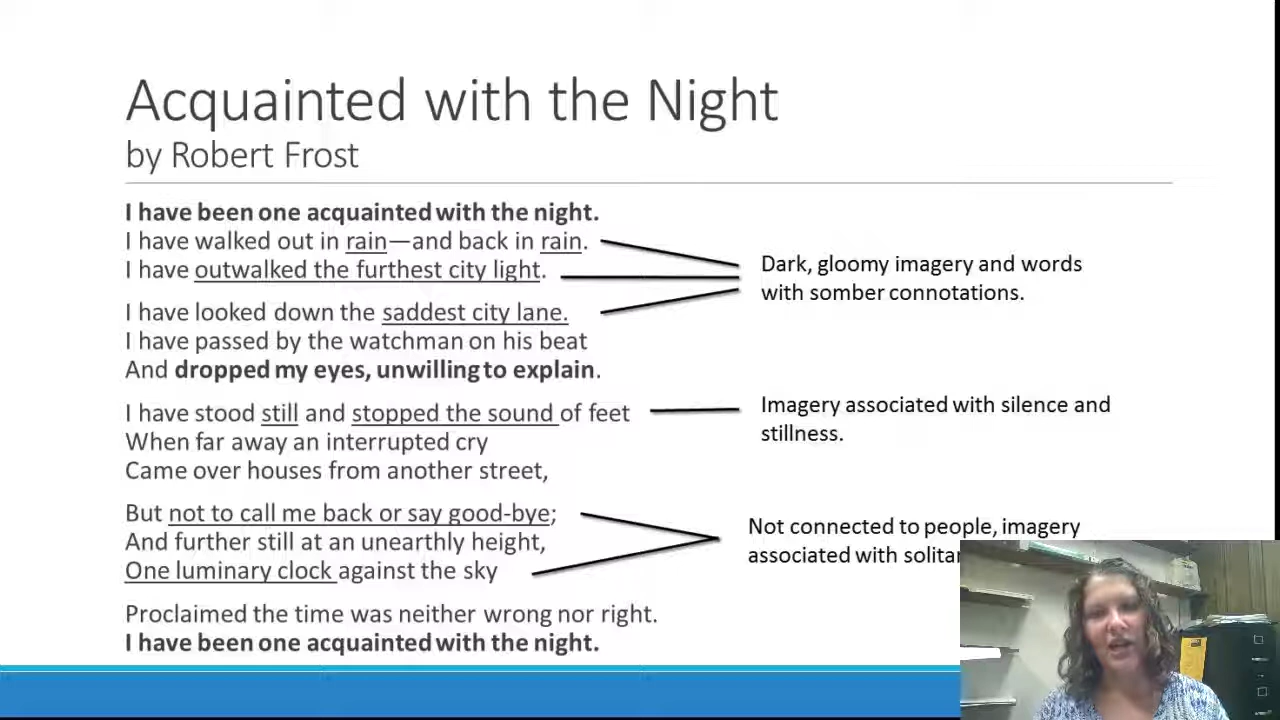 Acquainted with the Night
by Robert Frost
I have been one acquainted with the night.
I have walked out in rain—and back in rain.
I have outwalked the furthest city light.
I have looked down the saddest city lane.
I have passed by the watchman on his beat
And dropped my eyes, unwilling to explain.
I have stood still and stopped the sound of feet
When far away an interrupted cry
Came over houses from another street,
But not to call me back or say good-bye;
And further still at an unearthly height,
One luminary clock against the sky
Proclaimed the time was neither wrong nor right.
I have been one acquainted with the night.
Dark, gloomy imagery and words
with somber connotations.
Imagery associated with silence and
stillness.
Not connected to people, imagery
associated with